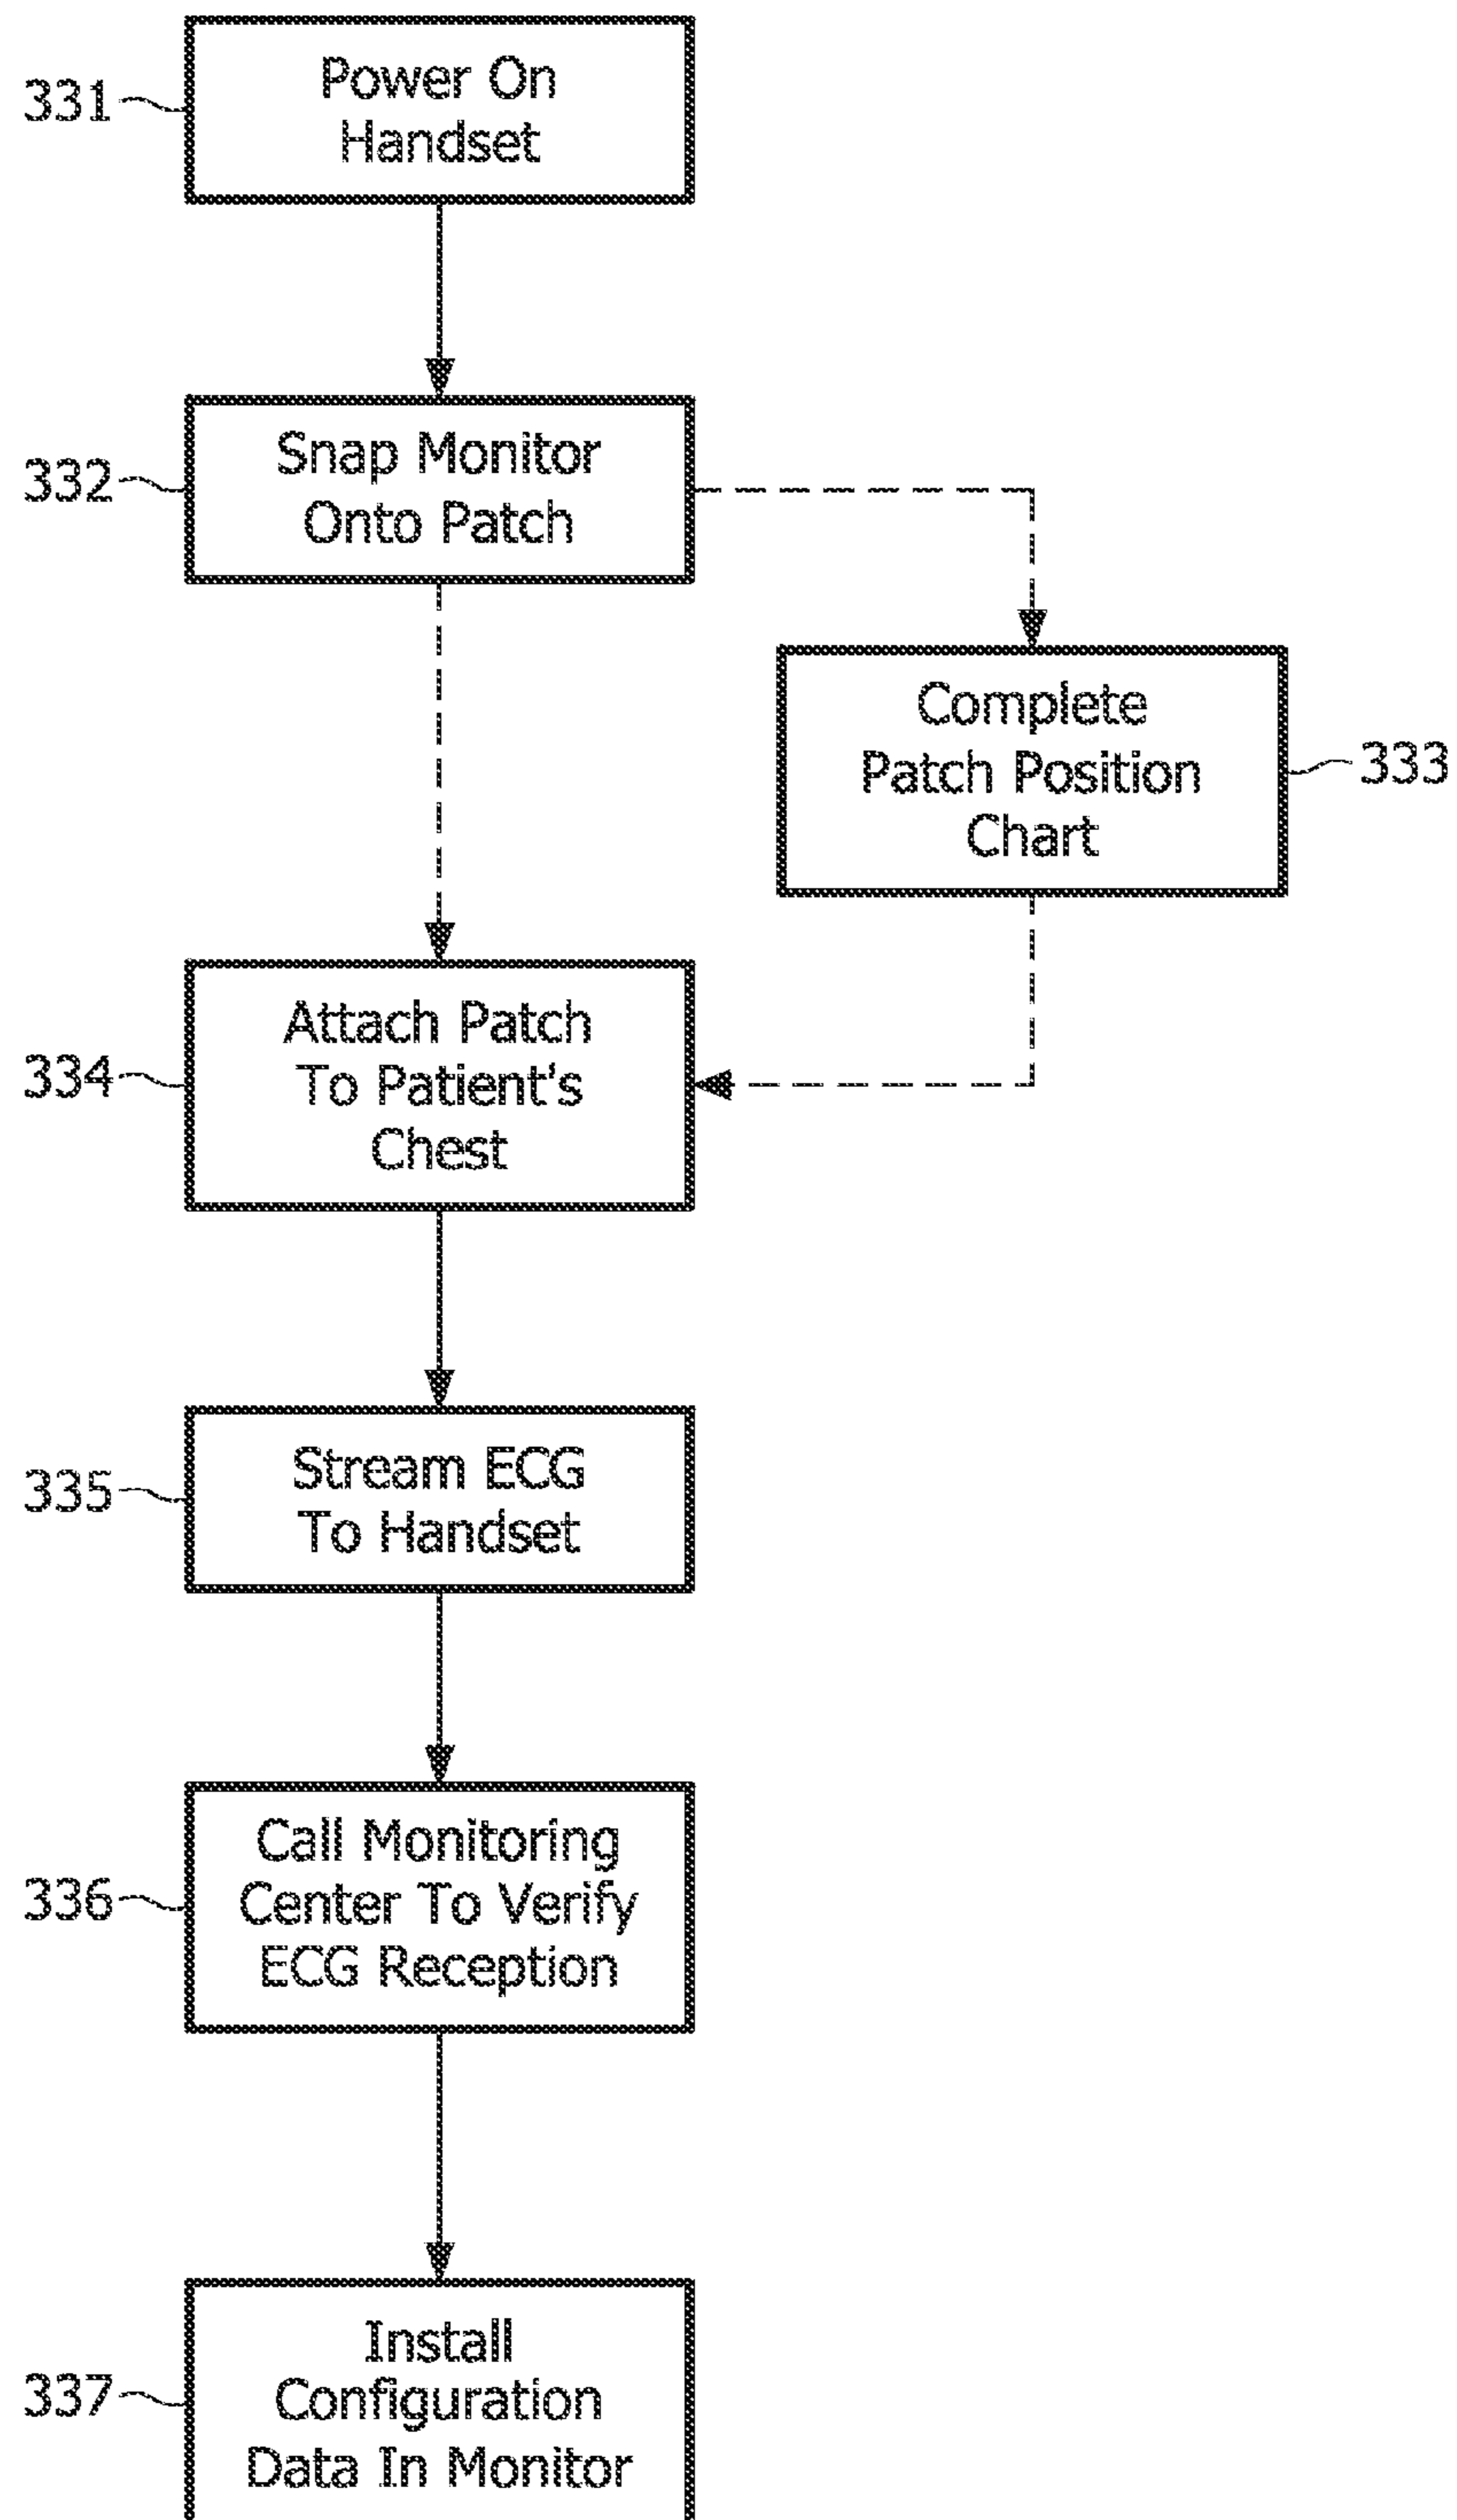 331
Power On
Handset
332
Snap Monitor
Onto Patch
Complete
Patch Position
Chart
333
334
Attach Patch
To Patient's
Chest
335
Stream ECG
To Handset
336
Call Monitoring
Center To Verify
ECG Reception
337
Install
Configuration
Data In Monitor